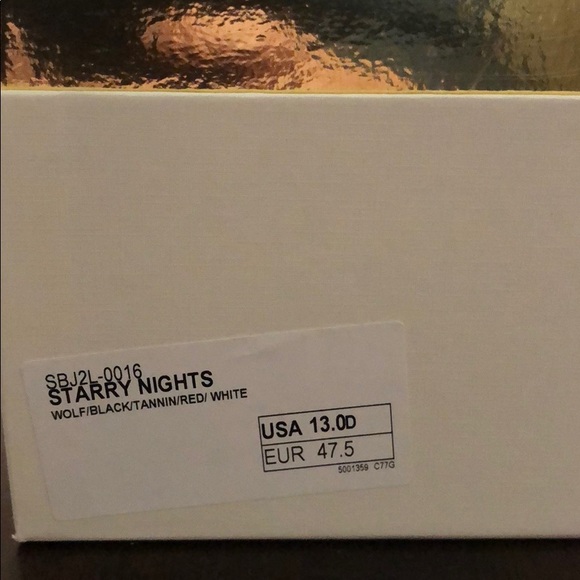 SBJ2L-0016
STARRY NIGHTS
WOLF/BLACK/TANNIN/RED/ WHITE
USA 13.0D
EUR 47.5
5001359 C77G